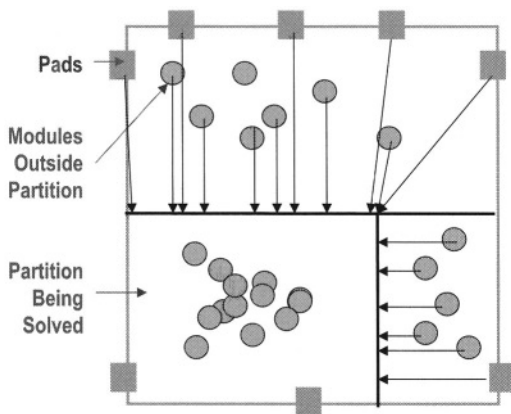 Pads
Modules
Outside
Partition
Partition
Being
Solved